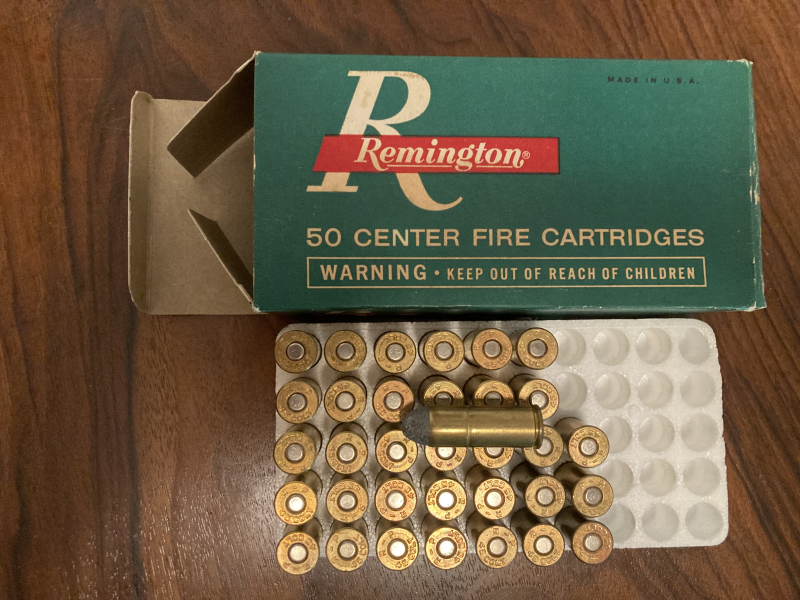 MADE IN U.S.A.
R
Remington®
50 CENTER FIRE CARTRIDGES
WARNING • KEEP OUT OF REACH OF CHILDREN